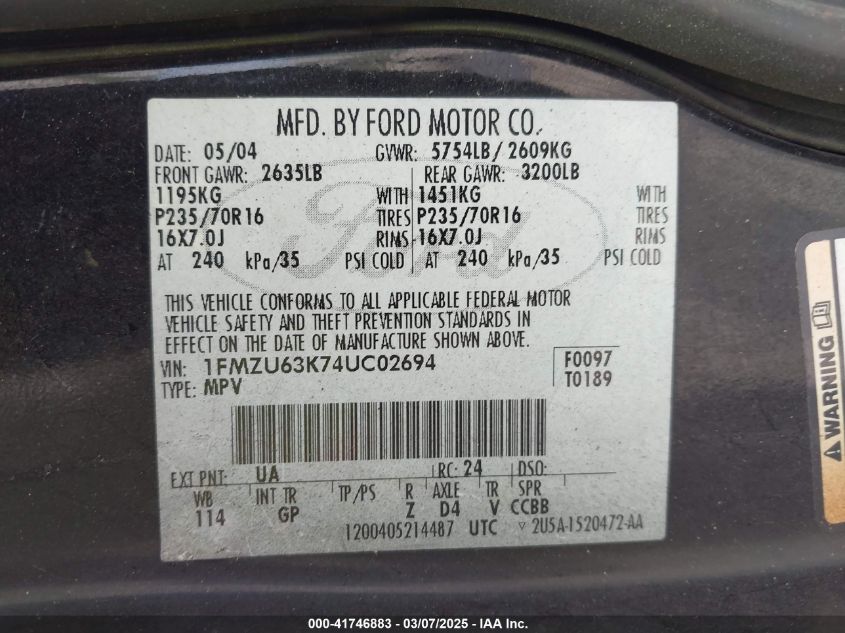 MFD. BY FORD MOTOR CO.
DATE: 05/04 GVWR: 5754LB/ 2609KG
FRONT GAWR: 2635LB REAR GAWR: 3200LB
1195KG WITH 1451KG WITH
P235/70R16 TIRES P235/70R16 TIRES
16X7.0J RIMS 16X7.0J RIMS
AT 240 kPa/35 PSI COLD AT 240 kPa/35 PSI COLD
Ford
THIS VEHICLE CONFORMS TO ALL APPLICABLE FEDERAL MOTOR
VEHICLE SAFETY AND THEFT PREVENTION STANDARDS IN
EFFECT ON THE DATE OF MANUFACTURE SHOWN ABOVE.
VIN: 1FMZU63K74UC02694 F0097
TYPE: MPV T0189
EXT PNT: UA RC: 24 DSO:
WB INT TR TP/PS R AXLE TR SPR
114 GP Z D4 V CCBB
1200405214487 UTC ▽ 2U5A-1520472-AA
WARNING
000-41746883 - 03/07/2025 - IAA Inc.